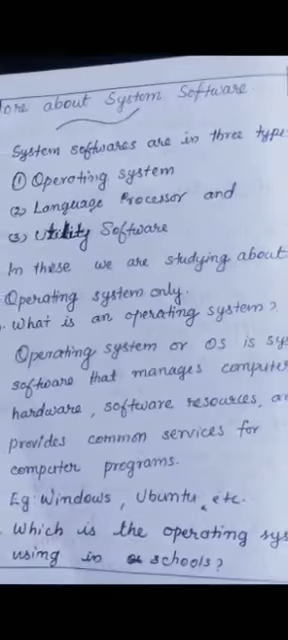 More about System Software.
System softwares are in three type
① Operating system
(2) Language Processor and
(3) Utility Software
In these we are studying about
Operating system only.
. What is an operating system?
Operating system or OS is sys
software that manages computer
hardware, software resources, an
provides common services for
computer programs.
Eg: Windows, Ubuntu, etc.
. Which is the operating sys
using in schools?